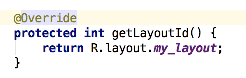 @Override
protected int getLayoutId() {
    return R.layout.my_layout;
}